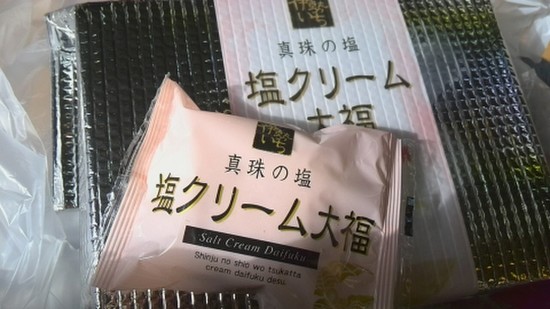 真珠の塩
塩クリーム
大福
真珠の塩
塩クリーム大福
Salt Cream Daifuku
Shinju no shio wo tsukatta
cream daifuku desu.